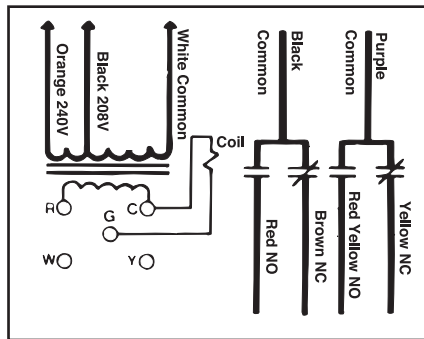 Orange 240V
Black 208V
White Common
Coil
R
C
G
W
Y
Common
Black
Common
Purple
Red NO
Brown NC
Red Yellow NO
Yellow NC